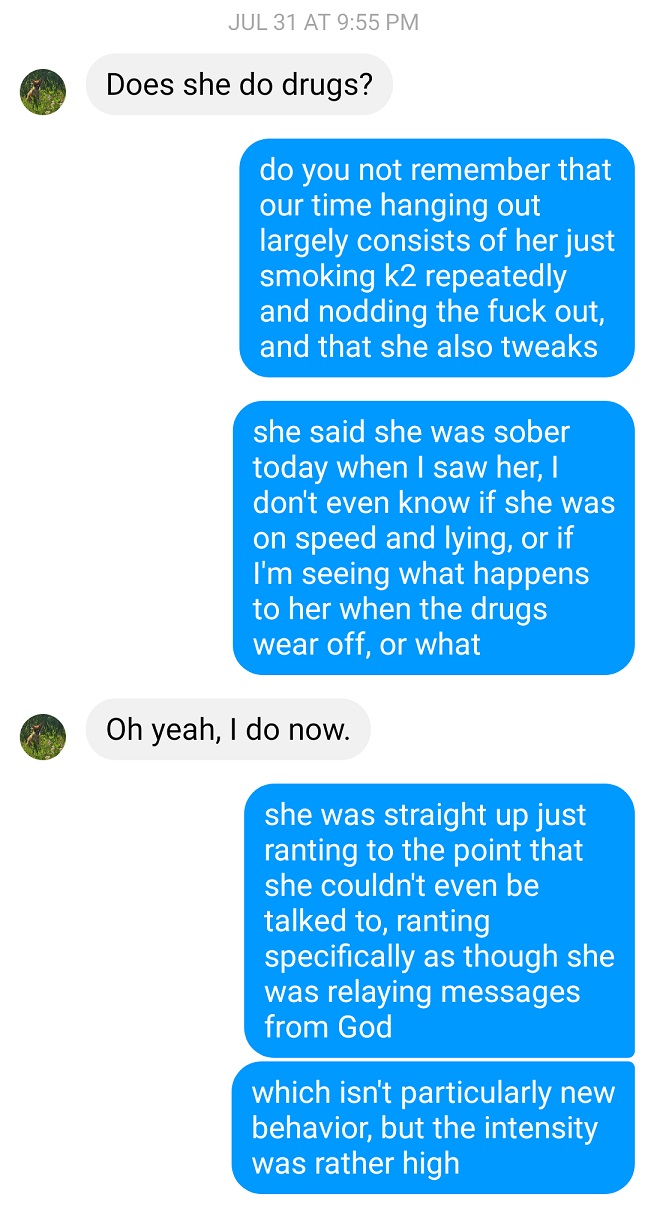 JUL 31 AT 9:55 PM
Does she do drugs?
do you not remember that
our time hanging out
largely consists of her just
smoking k2 repeatedly
and nodding the fuck out,
and that she also tweaks
she said she was sober
today when I saw her, I
don't even know if she was
on speed and lying, or if
I'm seeing what happens
to her when the drugs
wear off, or what
Oh yeah, I do now.
she was straight up just
ranting to the point that
she couldn't even be
talked to, ranting
specifically as though she
was relaying messages
from God
which isn't particularly new
behavior, but the intensity
was rather high